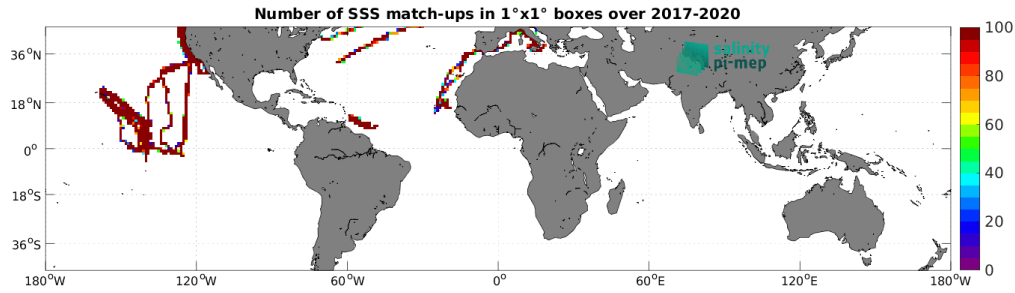 Number of SSS match-ups in 1°x1° boxes over 2017-2020
salinity
pi-mep
36°N
18°N
0°
18°S
36°S
180°W
120°W
60°W
0°
60°E
120°E
180°W
100
80
60
40
20
0